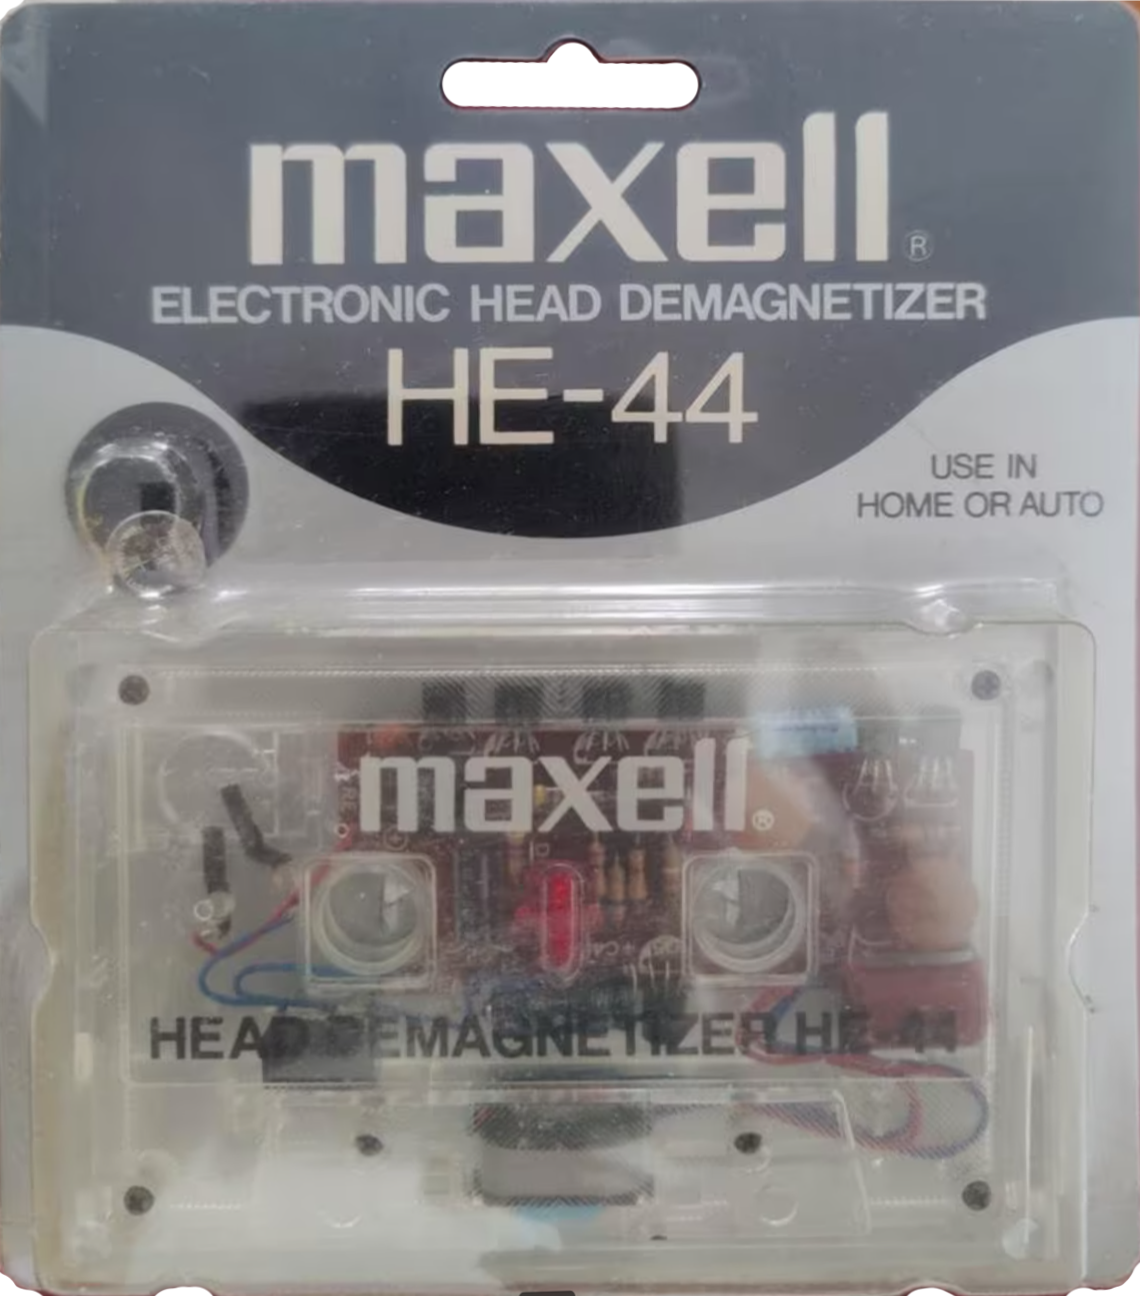 maxell®
ELECTRONIC HEAD DEMAGNETIZER
HE-44
USE IN
HOME OR AUTO
maxell®
HEAD DEMAGNETIZER HE-44